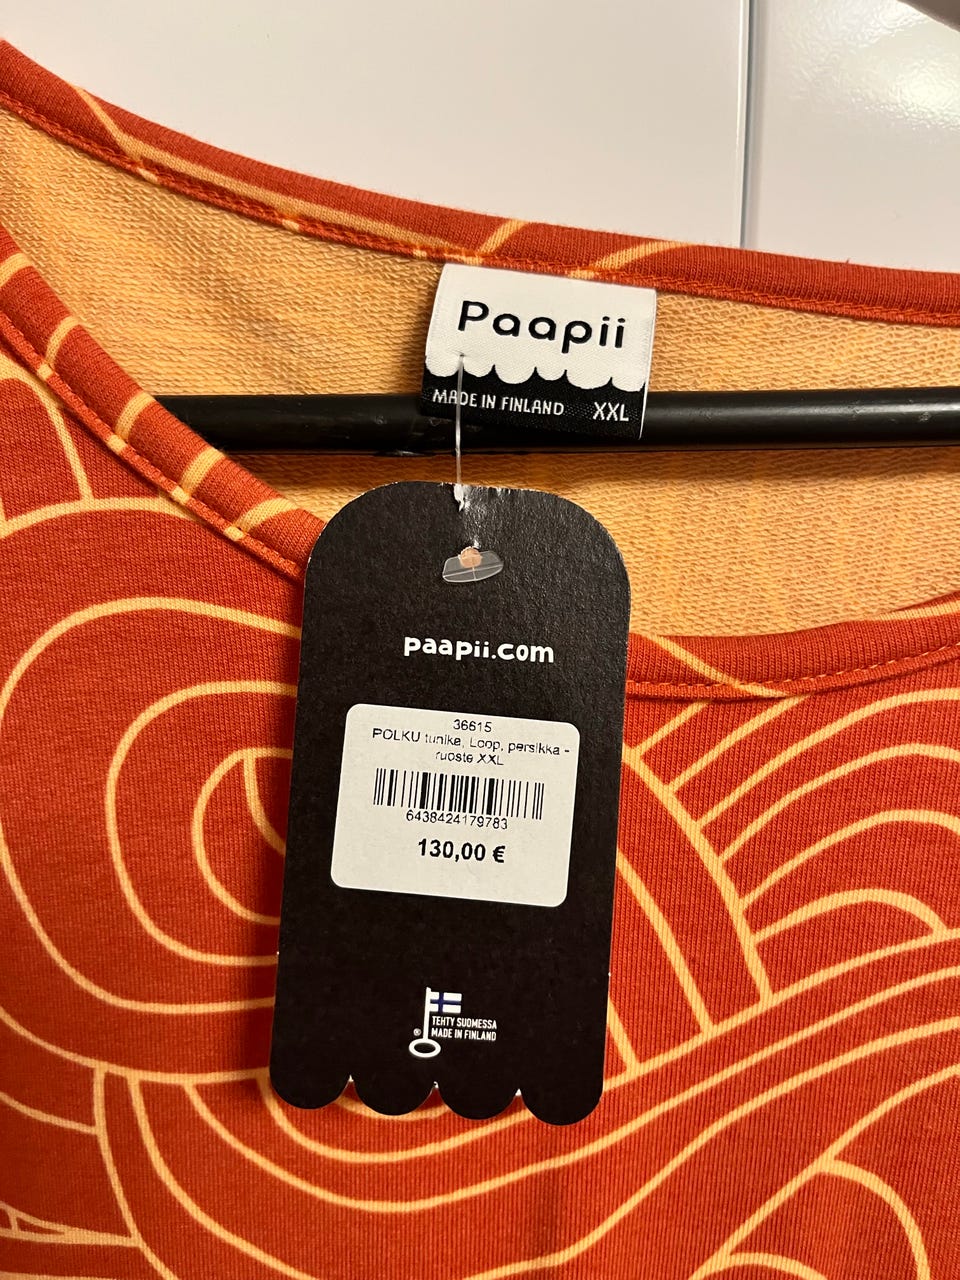 Paapii
MADE IN FINLAND XXL
paapii.com
36615
POLKU tunika, Loop, persikka -
ruoste XXL
6438424179783
130,00 €
® TEHTY SUOMESSA
MADE IN FINLAND